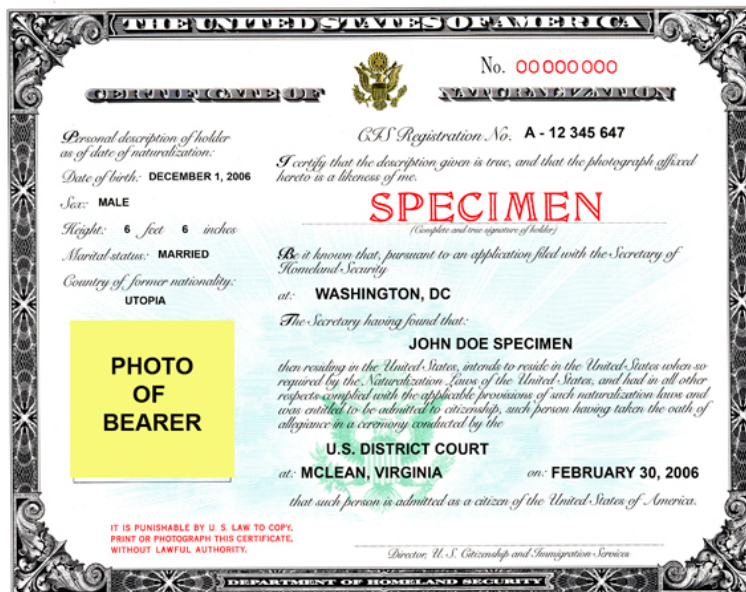 THE UNITED STATES OF AMERICA
No. 00000000
CERTIFICATE OF NATURALIZATION
Personal description of holder
as of date of naturalization:
Date of birth: DECEMBER 1, 2006
Sex: MALE
Height: 6 feet 6 inches
Marital status: MARRIED
Country of former nationality:
UTOPIA
PHOTO
OF
BEARER
IT IS PUNISHABLE BY U. S. LAW TO COPY,
PRINT OR PHOTOGRAPH THIS CERTIFICATE,
WITHOUT LAWFUL AUTHORITY.
CIS Registration No. A - 12 345 647
I certify that the description given is true, and that the photograph affixed
hereto is a likeness of me.
SPECIMEN
(Complete and true signature of holder)
Be it known that, pursuant to an application filed with the Secretary of
Homeland Security
at: WASHINGTON, DC
The Secretary having found that:
JOHN DOE SPECIMEN
then residing in the United States, intends to reside in the United States when so
required by the Naturalization Laws of the United States, and had in all other
respects complied with the applicable provisions of such naturalization laws and
was entitled to be admitted to citizenship, such person having taken the oath of
allegiance in a ceremony conducted by the
U.S. DISTRICT COURT
at: MCLEAN, VIRGINIA on: FEBRUARY 30, 2006
that such person is admitted as a citizen of the United States of America.
Director, U. S. Citizenship and Immigration Services
DEPARTMENT OF HOMELAND SECURITY